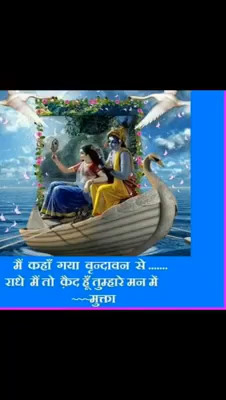 मैं कहाँ गया वृन्दावन से .......
राधे मैं तो क़ैद हूँ तुम्हारे मन में
~~~मुक्ता